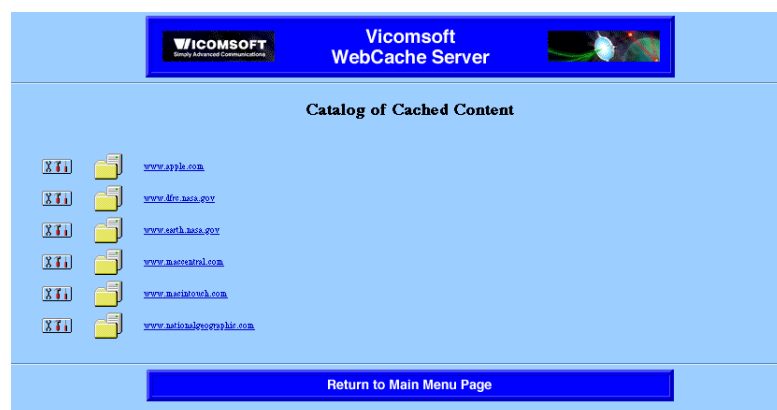 VICOMSOFT
Simply Advanced Communications
Vicomsoft
WebCache Server
Catalog of Cached Content
www.apple.com
www.dfrc.nasa.gov
www.earth.nasa.gov
www.maccentral.com
www.macintouch.com
www.nationalgeographic.com
Return to Main Menu Page